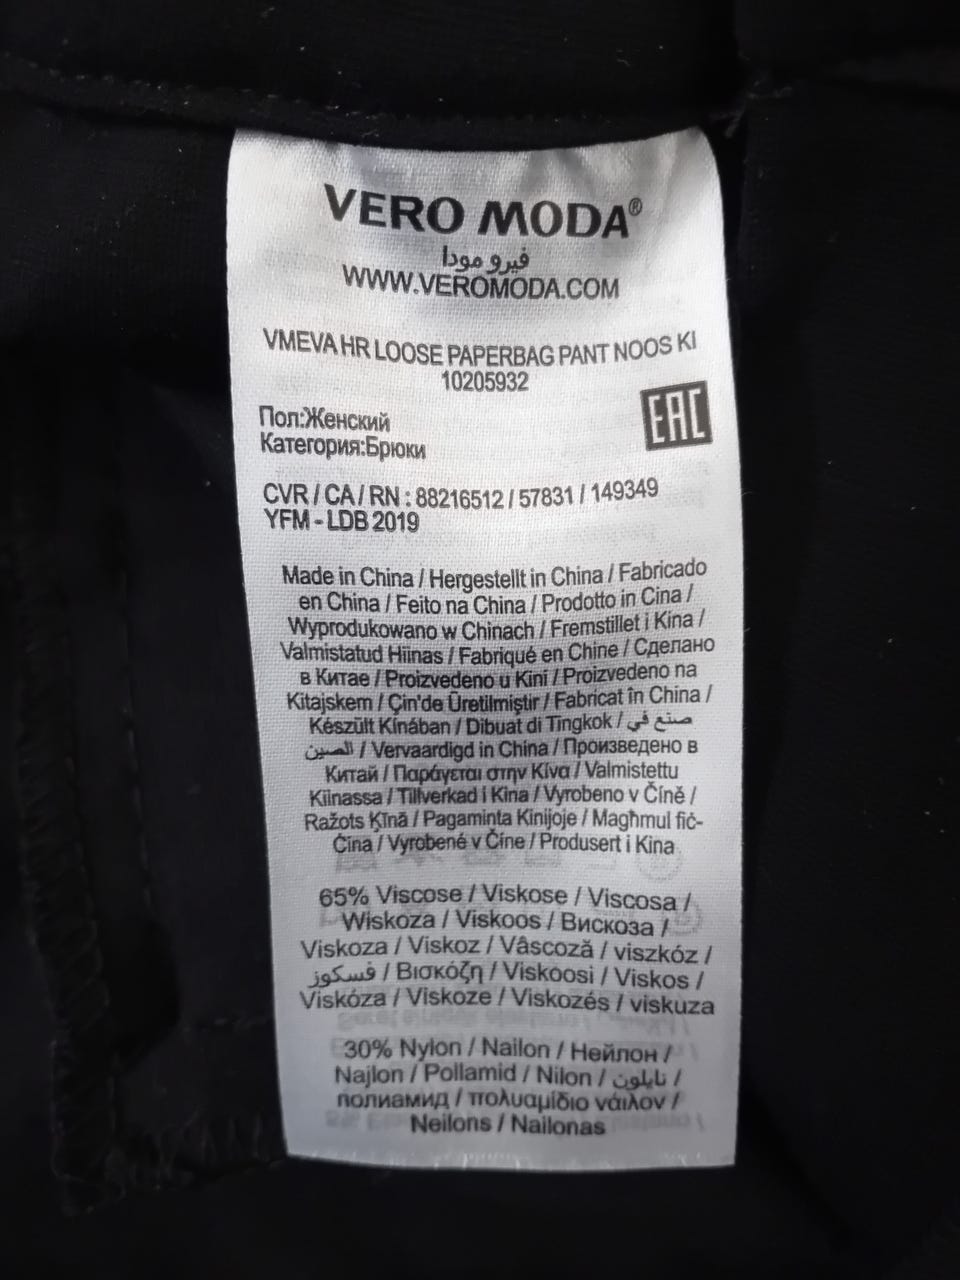 VERO MODA®
فيرو مودا
WWW.VEROMODA.COM
VMEVA HR LOOSE PAPERBAG PANT NOOS KI
10205932
EAC
Пол:Женский
Категория:Брюки
CVR / CA / RN : 88216512 / 57831 / 149349
YFM - LDB 2019
Made in China / Hergestellt in China / Fabricado
en China / Feito na China / Prodotto in Cina /
Wyprodukowano w Chinach / Fremstillet i Kina /
Valmistatud Hiinas / Fabriqué en Chine / Сделано
в Китае / Proizvedeno u Kini / Proizvedeno na
Kitajskem / Çin'de Üretilmiştir / Fabricat în China /
Készült Kínában / Dibuat di Tingkok / صنع في
الصين / Vervaardigd in China / Произведено в
Китай / Παράγεται στην Κίνα / Valmistettu
Kiinassa / Tillverkad i Kina / Vyrobeno v Číně /
Ražots Ķīnā / Pagaminta Kinijoje / Magħmul fiċ-
Ċina / Vyrobené v Číne / Produsert i Kina
65% Viscose / Viskose / Viscosa /
Wiskoza / Viskoos / Вискоза /
Viskoza / Viskoz / Vâscoză / viszkóz /
فسكوز / Βισκόζη / Viskoosi / Viskos /
Viskóza / Viskoze / Viskozés / viskuza
30% Nylon / Nailon / Нейлон /
Najlon / Pollamid / Nilon / نايلون /
полиамид / πολυαμίδιο νάιλον /
Neilons / Nailonas